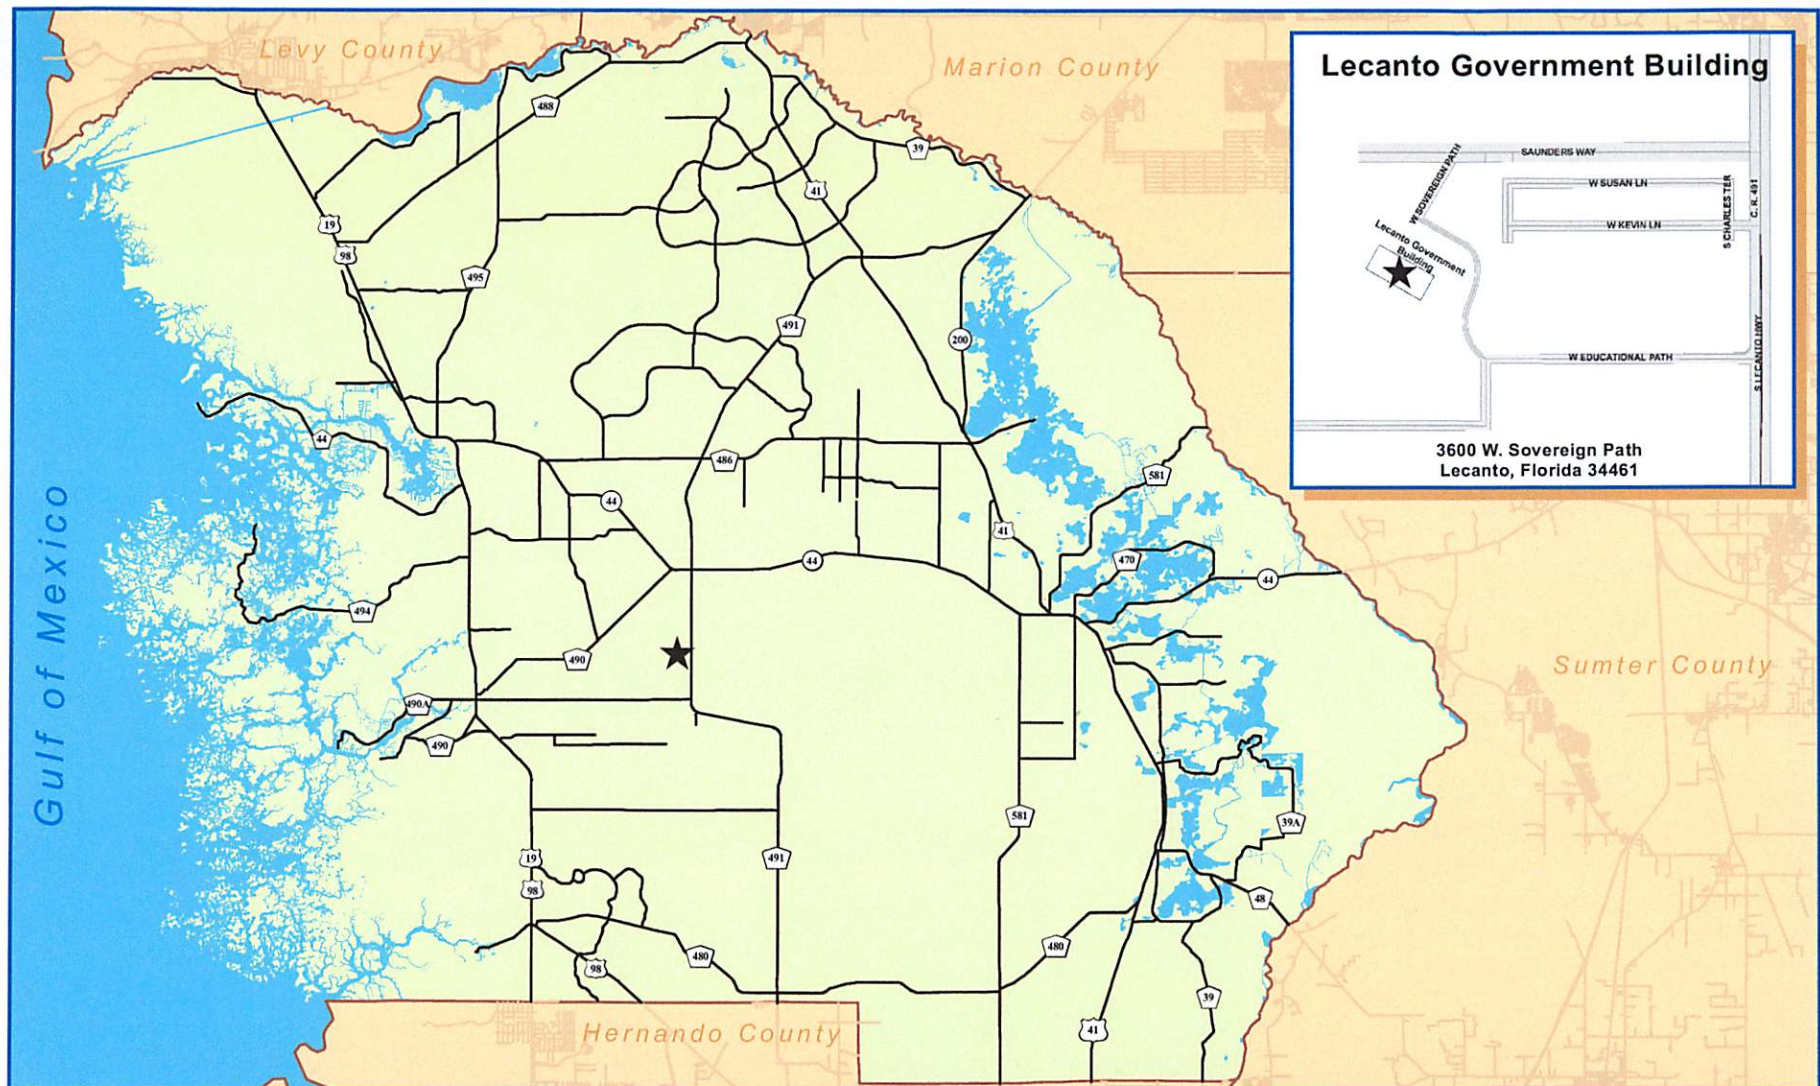 Levy County
Marion County
Lecanto Government Building
SAUNDERS WAY
W SOVEREIGN PATH
W SUSAN LN
S CHARLES TER
C. R. 491
W KEVIN LN
Lecanto Government
Building
W EDUCATIONAL PATH
S LECANTO HWY
3600 W. Sovereign Path
Lecanto, Florida 34461
488
39
41
19
98
495
491
200
44
486
581
44
41
44
470
44
494
490
Sumter County
490A
490
Gulf of Mexico
581
39A
19
491
98
48
480
480
98
39
41
Hernando County